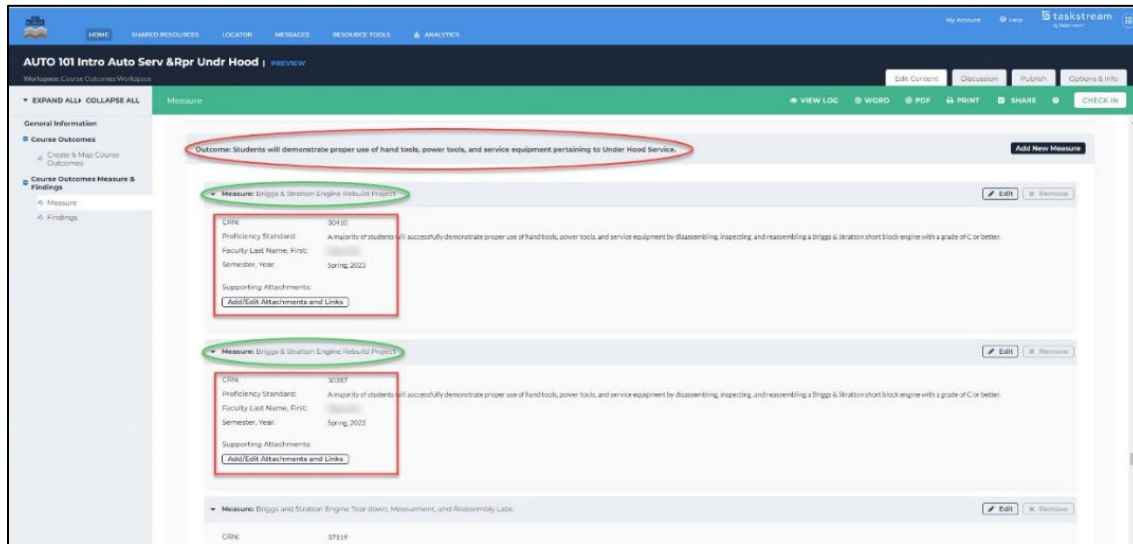 My Account Help taskstream
HOME SHARED RESOURCES LOCATOR MESSAGES RESOURCE TOOLS ANALYTICS
AUTO 101 Intro Auto Serv &Rpr Undr Hood | PREVIEW
Workspace: Course Outcomes Workspace
Edit Content Discussion Publish Options & Info
EXPAND ALL COLLAPSE ALL Measure VIEW LOG WORD PDF PRINT SHARE CHECK IN
General Information
Course Outcomes
Create & Map Course
Outcomes
Course Outcomes Measure &
Findings
Measure
Findings
Outcome: Students will demonstrate proper use of hand tools, power tools, and service equipment pertaining to Under Hood Service. Add New Measure
Measure: Briggs & Stratton Engine Rebuild Project Edit Remove
CRN: 30410
Proficiency Standard: A majority of students will successfully demonstrate proper use of hand tools, power tools, and service equipment by disassembling, inspecting, and reassembling a Briggs & Stratton short block engine with a grade of C or better.
Faculty Last Name, First:
Semester, Year: Spring, 2023
Supporting Attachments:
Add/Edit Attachments and Links
Measure: Briggs & Stratton Engine Rebuild Project Edit Remove
CRN: 30387
Proficiency Standard: A majority of students will successfully demonstrate proper use of hand tools, power tools, and service equipment by disassembling, inspecting, and reassembling a Briggs & Stratton short block engine with a grade of C or better.
Faculty Last Name, First:
Semester, Year: Spring, 2023
Supporting Attachments:
Add/Edit Attachments and Links
Measure: Briggs and Stratton Engine Tear down, Measurment, and Reassembly Labs Edit Remove
CRN: 37119